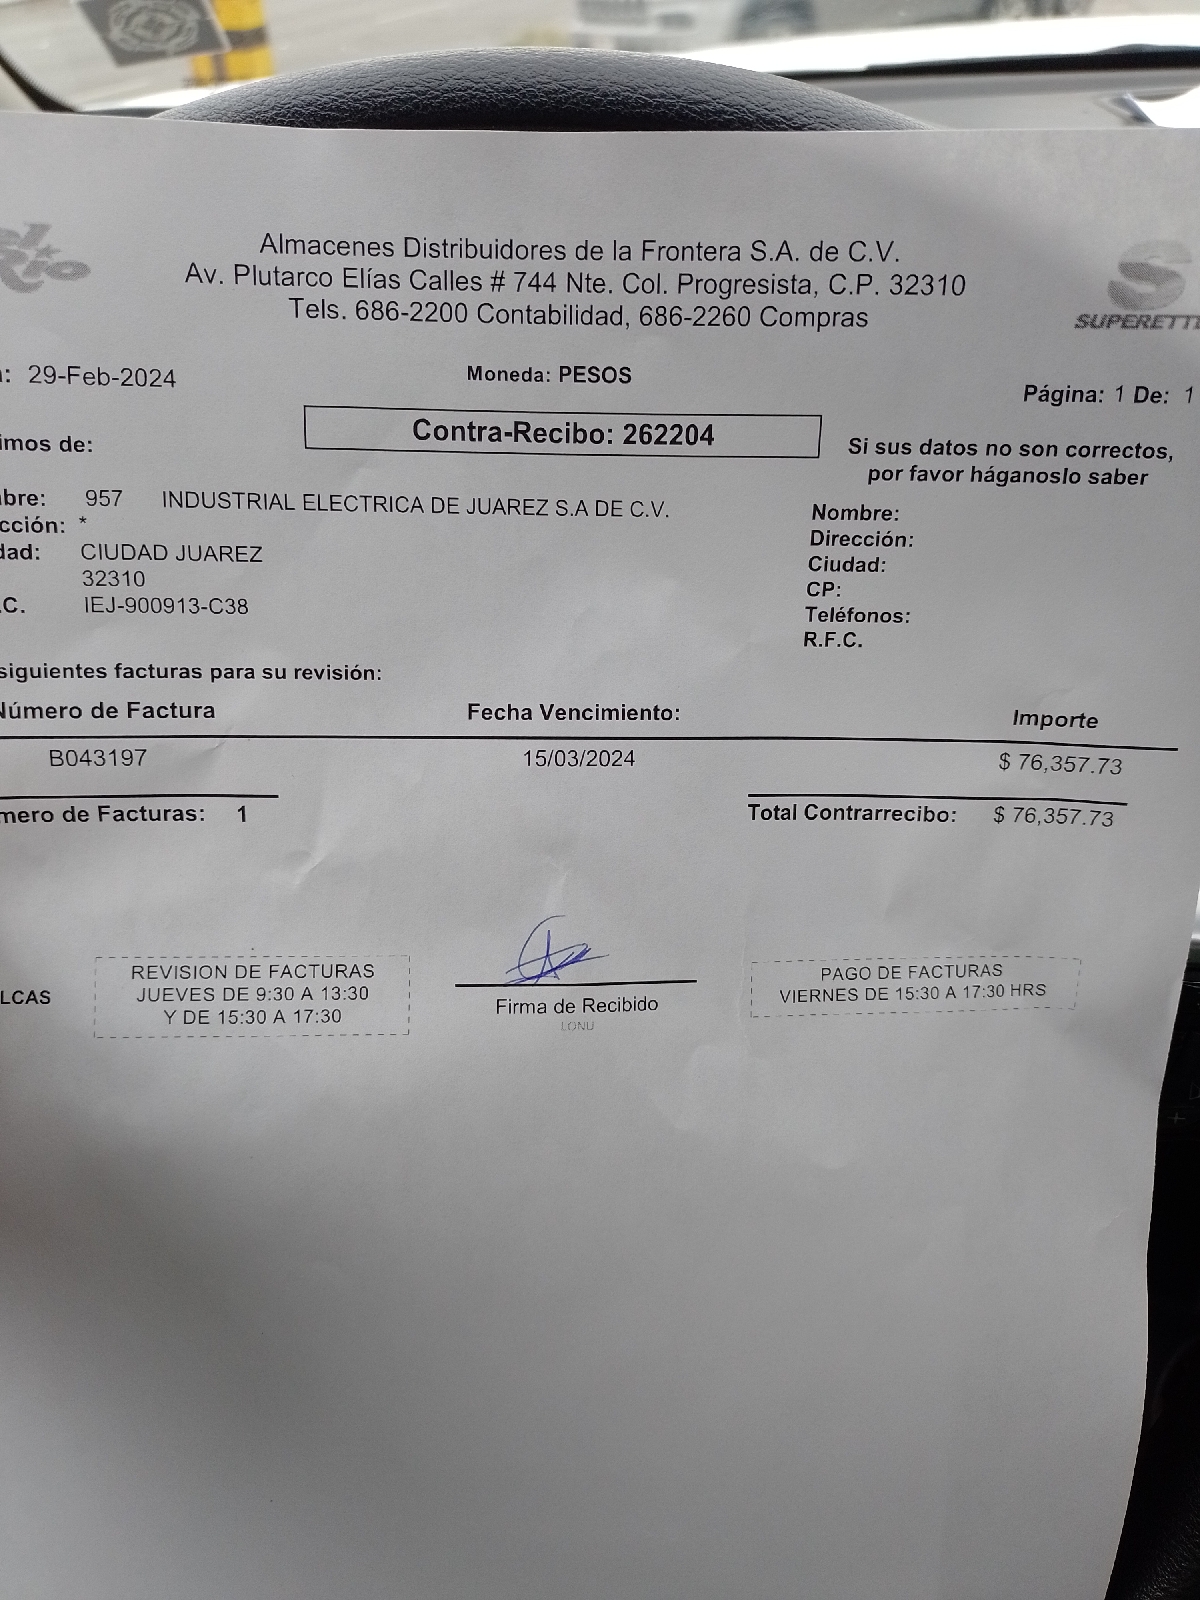 el Rio
Almacenes Distribuidores de la Frontera S.A. de C.V.
Av. Plutarco Elías Calles # 744 Nte. Col. Progresista, C.P. 32310
Tels. 686-2200 Contabilidad, 686-2260 Compras
S
SUPERETTE
: 29-Feb-2024
Moneda: PESOS
Página: 1 De: 1
Contra-Recibo: 262204
imos de:
Si sus datos no son correctos,
por favor háganoslo saber
bre: 957 INDUSTRIAL ELECTRICA DE JUAREZ S.A DE C.V.
cción: *
dad: CIUDAD JUAREZ
32310
.C. IEJ-900913-C38
Nombre:
Dirección:
Ciudad:
CP:
Teléfonos:
R.F.C.
siguientes facturas para su revisión:
Número de Factura Fecha Vencimiento: Importe
B043197 15/03/2024 $ 76,357.73
mero de Facturas: 1 Total Contrarrecibo: $ 76,357.73
LCAS
REVISION DE FACTURAS
JUEVES DE 9:30 A 13:30
Y DE 15:30 A 17:30
Firma de Recibido
LONU
PAGO DE FACTURAS
VIERNES DE 15:30 A 17:30 HRS